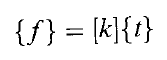 {f} = [k]{t}